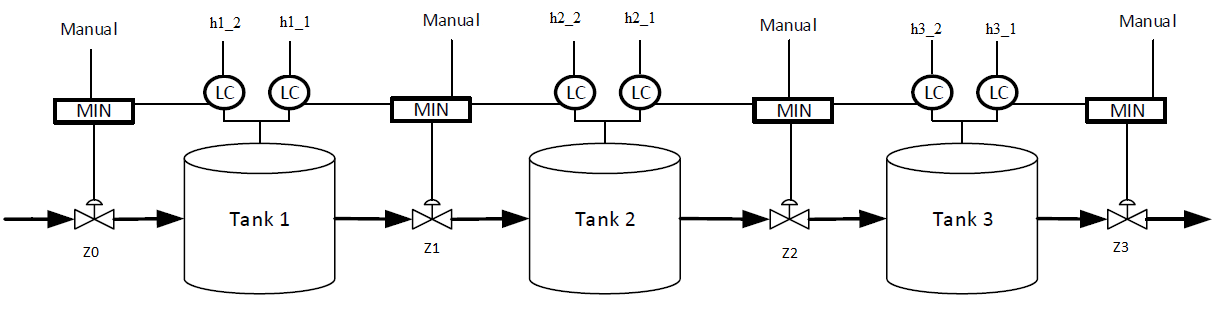 Manual h1_2 h1_1 Manual h2_2 h2_1 Manual h3_2 h3_1 Manual
MIN LC LC MIN LC LC MIN LC LC MIN
Tank 1 Tank 2 Tank 3
Z0 Z1 Z2 Z3